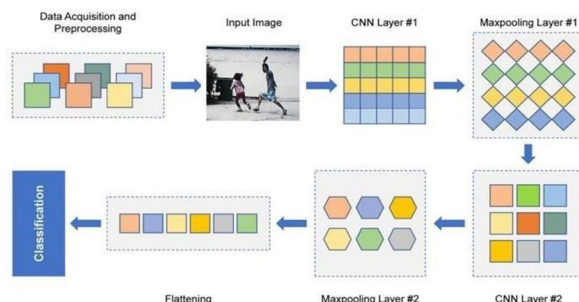 Data Acquisition and
Preprocessing
Input Image
CNN Layer #1
Maxpooling Layer #1
Classification
Flattening
Maxpooling Layer #2
CNN Layer #2